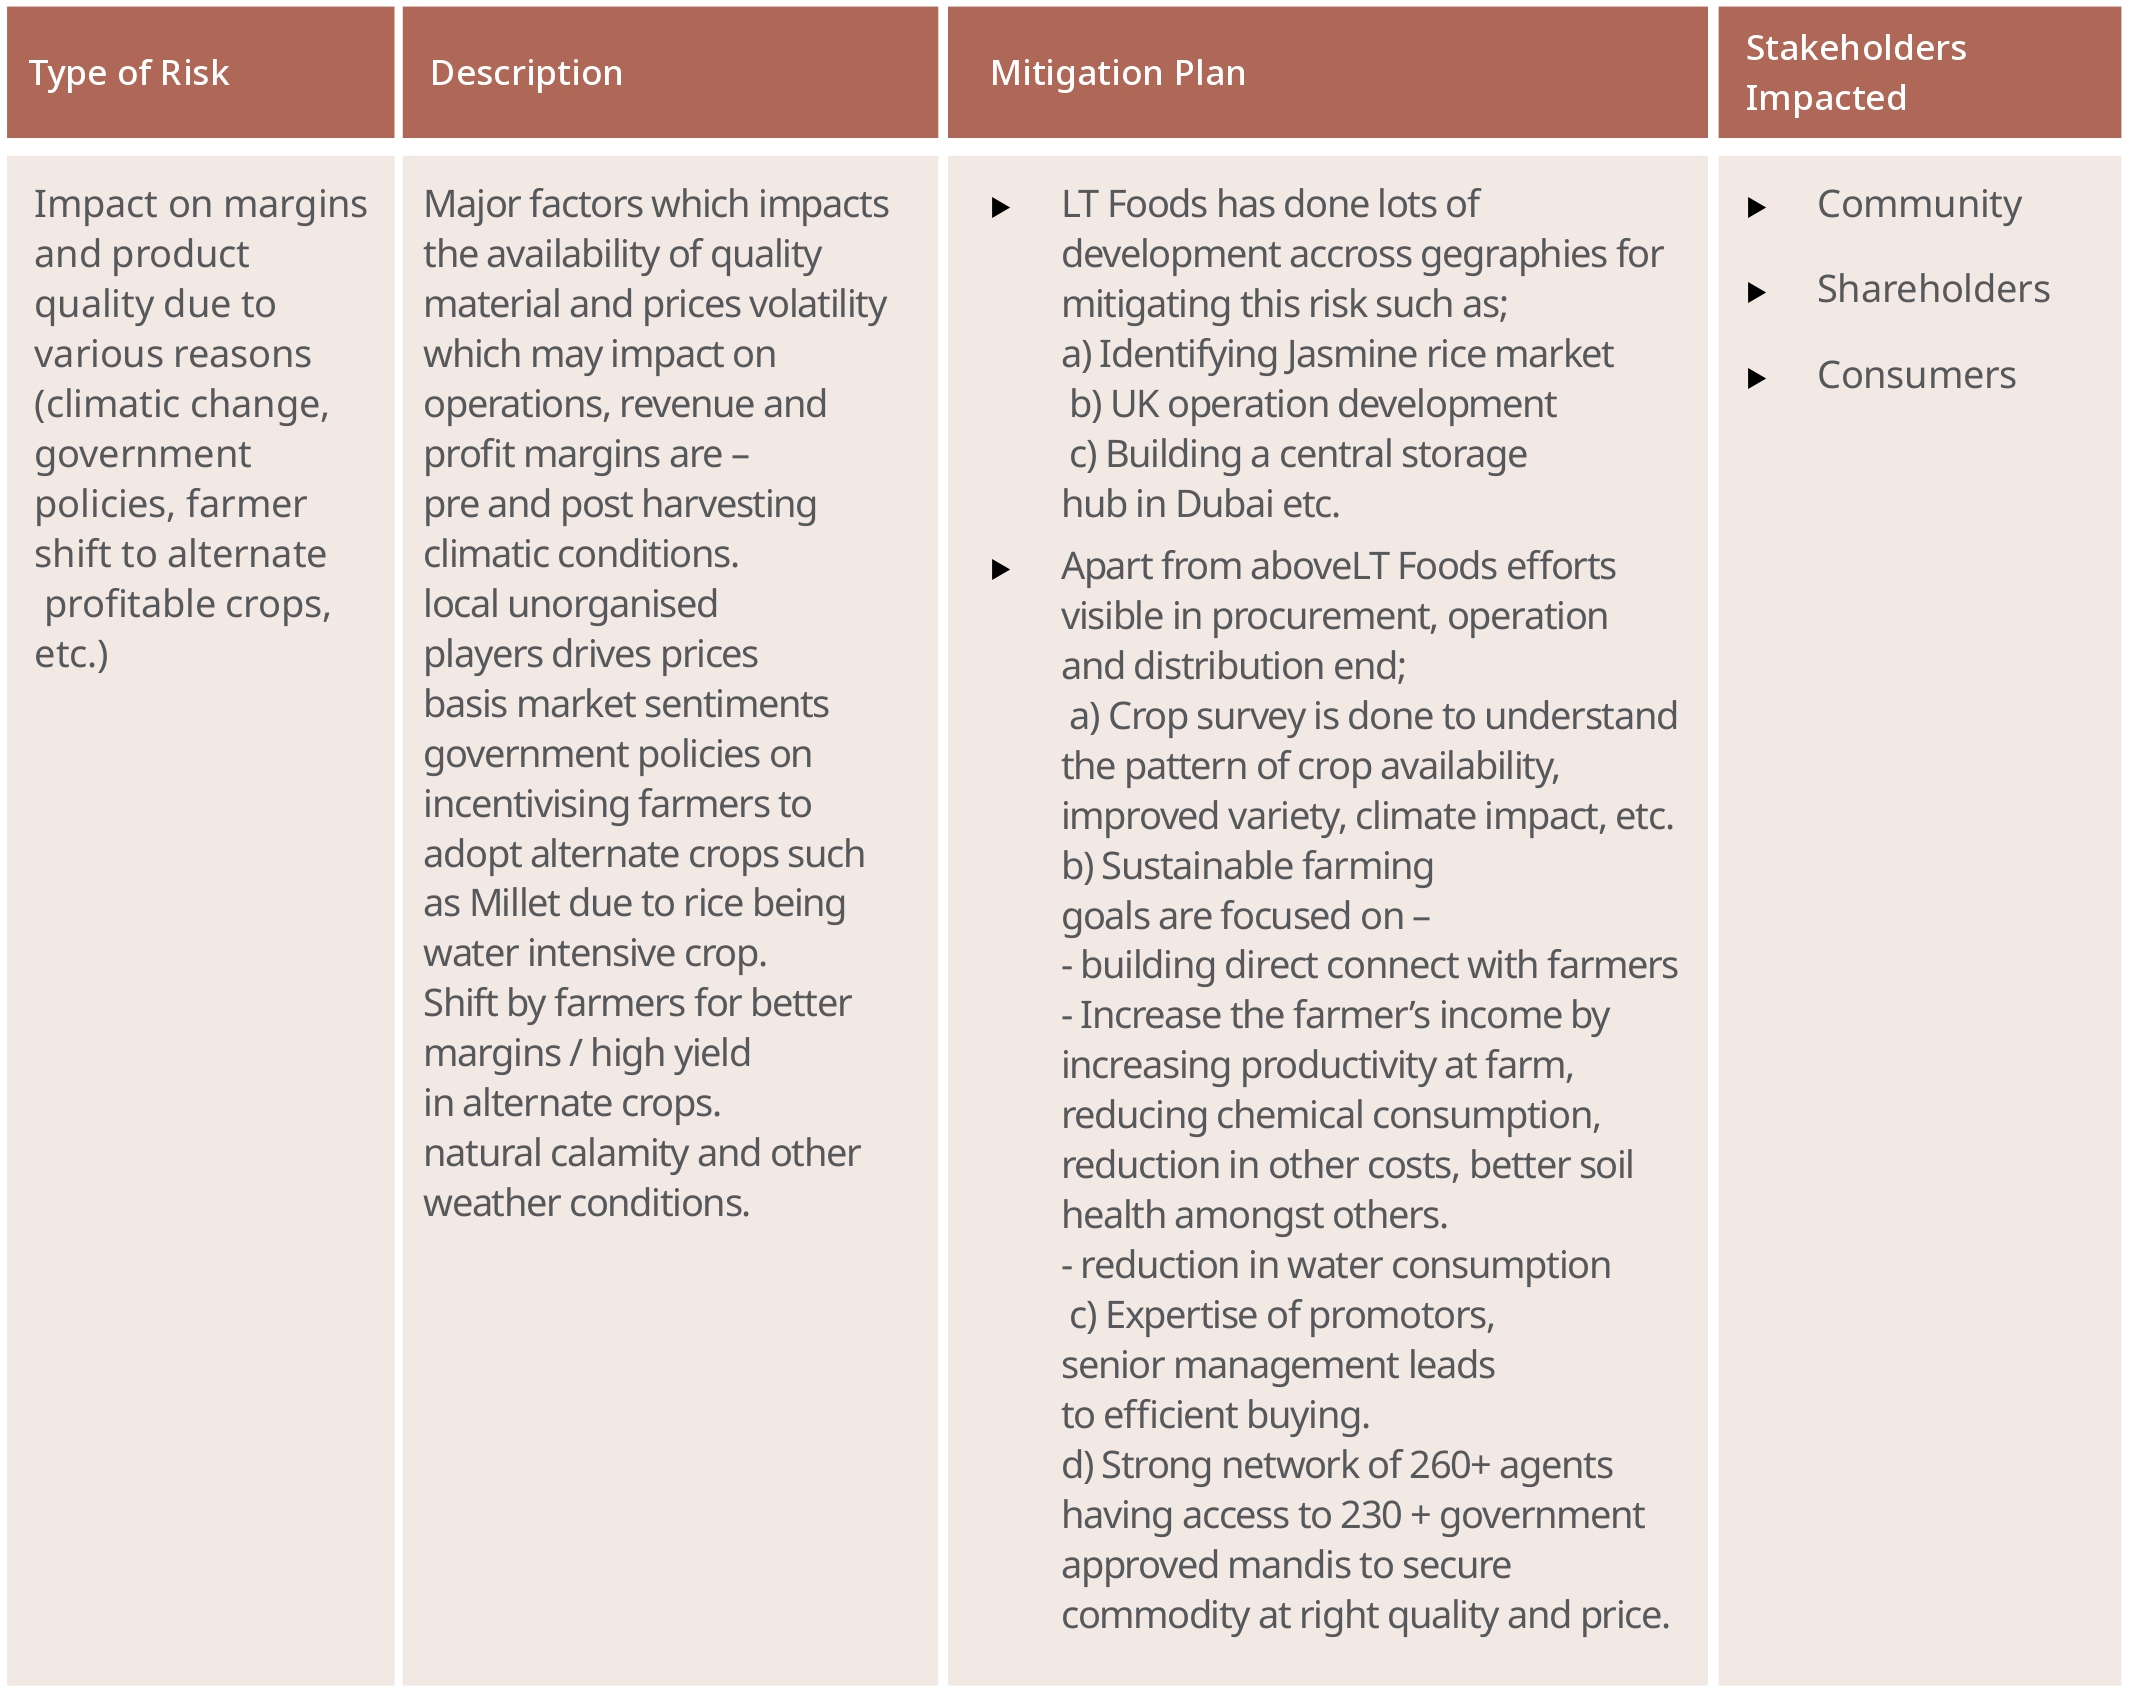 Type of Risk
Description
Mitigation Plan
Stakeholders
Impacted
Impact on margins
and product
quality due to
various reasons
(climatic change,
government
policies, farmer
shift to alternate
profitable crops,
etc.)
Major factors which impacts
the availability of quality
material and prices volatility
which may impact on
operations, revenue and
profit margins are –
pre and post harvesting
climatic conditions.
local unorganised
players drives prices
basis market sentiments
government policies on
incentivising farmers to
adopt alternate crops such
as Millet due to rice being
water intensive crop.
Shift by farmers for better
margins / high yield
in alternate crops.
natural calamity and other
weather conditions.
LT Foods has done lots of
development accross gegraphies for
mitigating this risk such as;
a) Identifying Jasmine rice market
b) UK operation development
c) Building a central storage
hub in Dubai etc.
Apart from aboveLT Foods efforts
visible in procurement, operation
and distribution end;
a) Crop survey is done to understand
the pattern of crop availability,
improved variety, climate impact, etc.
b) Sustainable farming
goals are focused on –
- building direct connect with farmers
- Increase the farmer’s income by
increasing productivity at farm,
reducing chemical consumption,
reduction in other costs, better soil
health amongst others.
- reduction in water consumption
c) Expertise of promotors,
senior management leads
to efficient buying.
d) Strong network of 260+ agents
having access to 230 + government
approved mandis to secure
commodity at right quality and price.
Community
Shareholders
Consumers